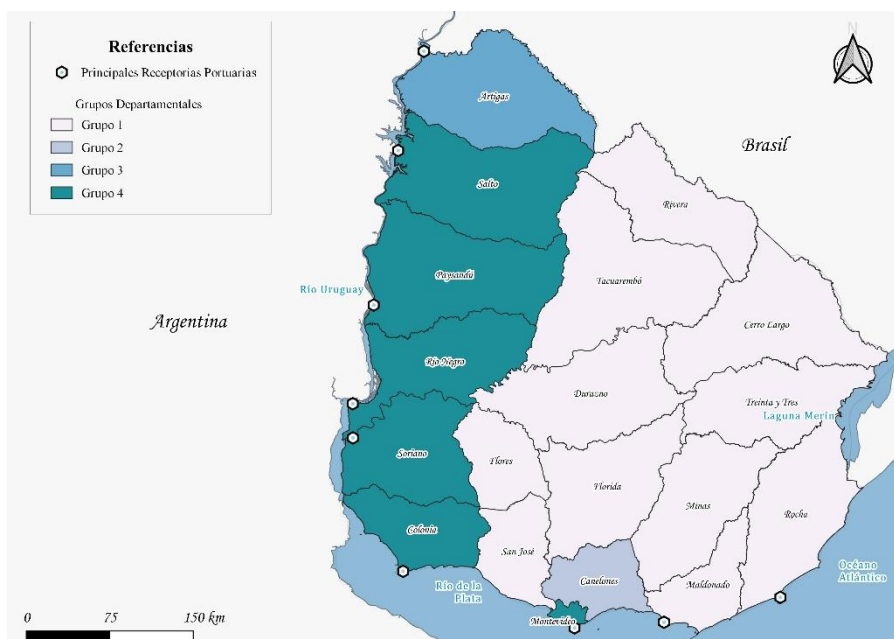 Referencias
Principales Receptorias Portuarias
Grupos Departamentales
Grupo 1
Grupo 2
Grupo 3
Grupo 4
N
Artigas
Brasil
Salto
Rivera
Paysandú
Tacuarembó
Río Uruguay
Argentina
Cerro Largo
Río Negro
Durazno
Treinta y Tres
Laguna Merín
Soriano
Flores
Florida
Minas
Rocha
Colonia
San José
Canelones
Maldonado
Océano
Atlántico
Río de la
Plata
Montevideo
0 75 150 km